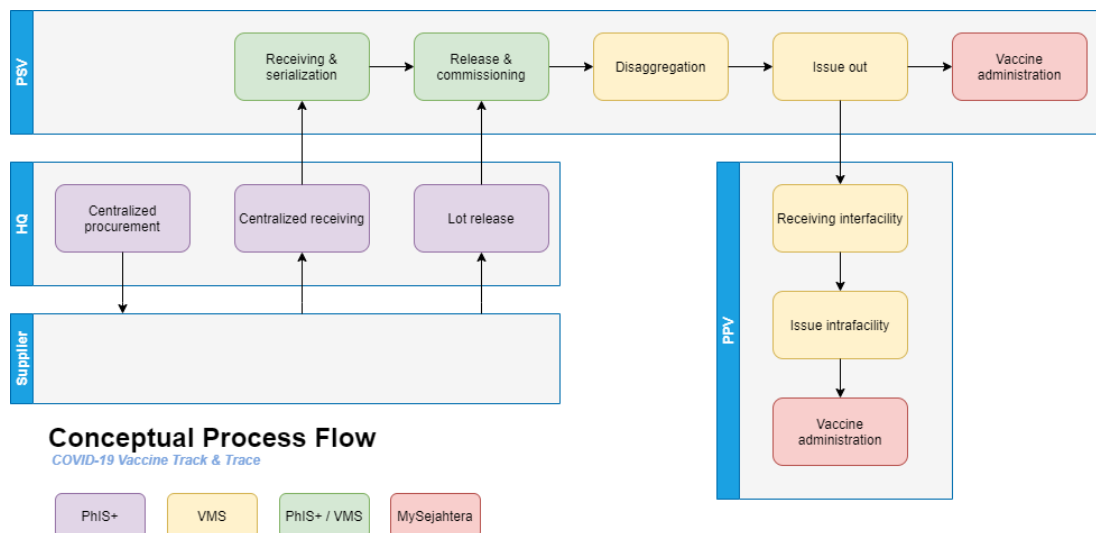 PSV
Receiving &
serialization
Release &
commissioning
Disaggregation
Issue out
Vaccine
administration
HQ
Centralized
procurement
Centralized receiving
Lot release
Supplier
PPV
Receiving interfacility
Issue intrafacility
Vaccine
administration
Conceptual Process Flow
COVID-19 Vaccine Track & Trace
PhIS+
VMS
PhIS+ / VMS
MySejahtera